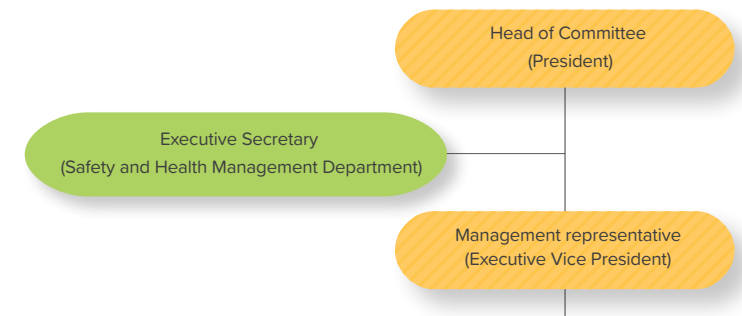 Head of Committee
(President)
Executive Secretary
(Safety and Health Management Department)
Management representative
(Executive Vice President)